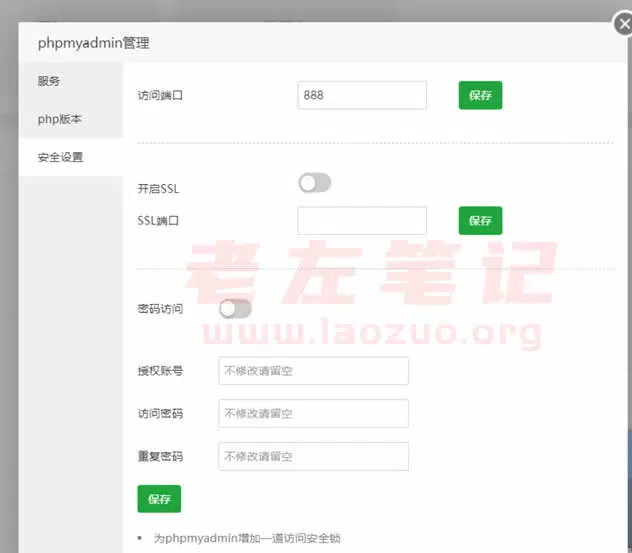 phpmyadmin管理
服务
php版本
安全设置
访问端口 888 保存
开启SSL
SSL端口 保存
老左笔记
密码访问
www.laozuo.org
授权账号 不修改请留空
访问密码 不修改请留空
重复密码 不修改请留空
保存
为phpmyadmin增加一道访问安全锁